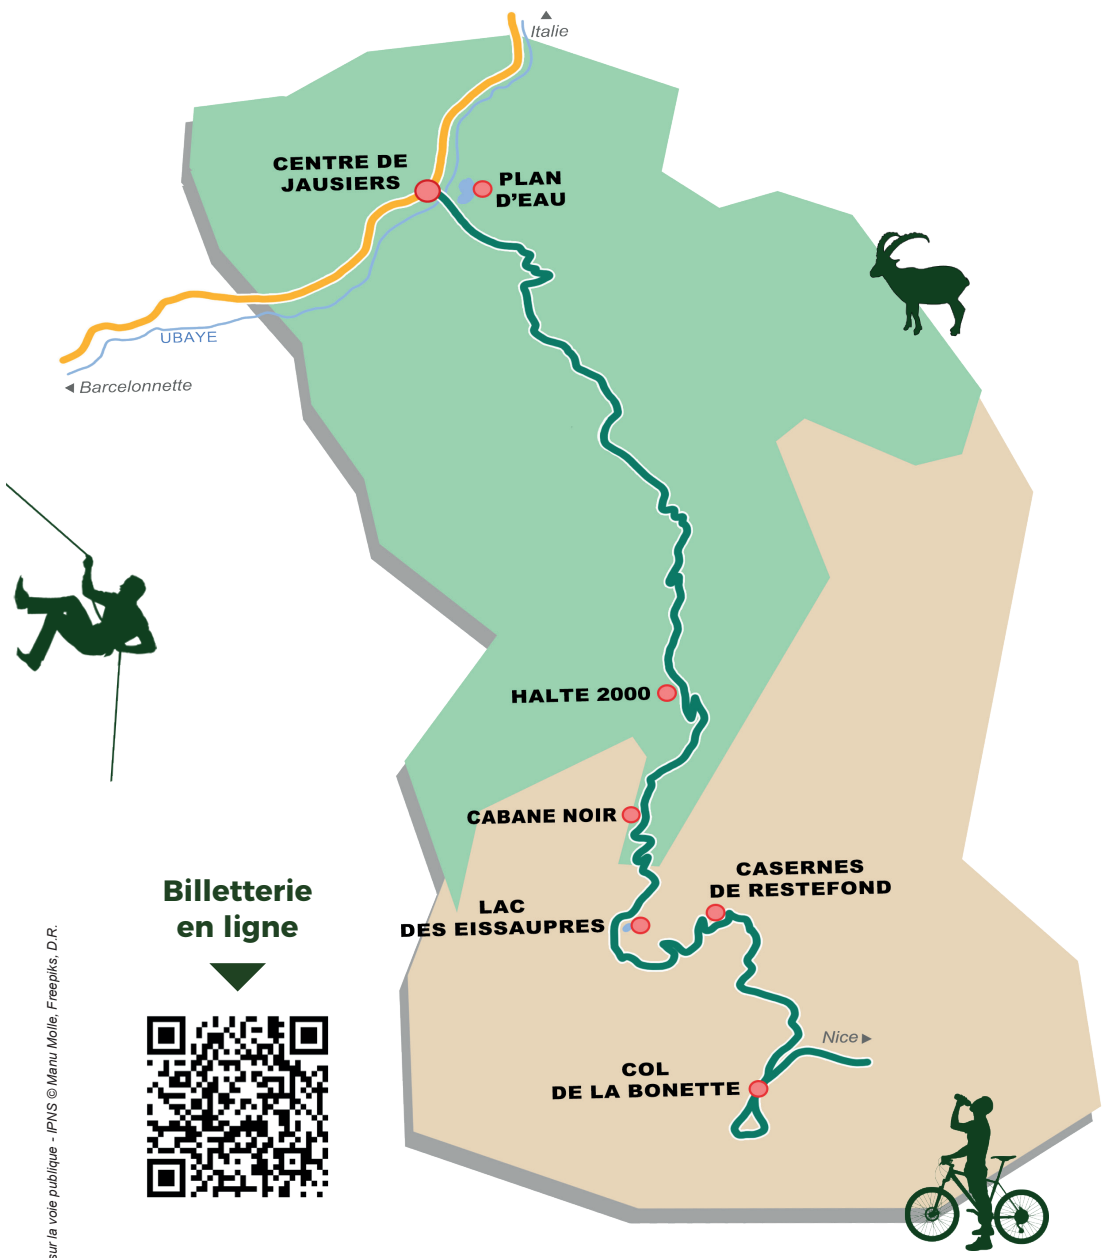 Italie
CENTRE DE
JAUSIERS
PLAN
D'EAU
UBAYE
Barcelonnette
HALTE 2000
CABANE NOIR
CASERNES
DE RESTEFOND
LAC
DES EISSAUPRES
Billetterie
en ligne
Nice
COL
DE LA BONETTE
sur la voie publique - IPNS © Manu Molle, Freepiks, D.R.